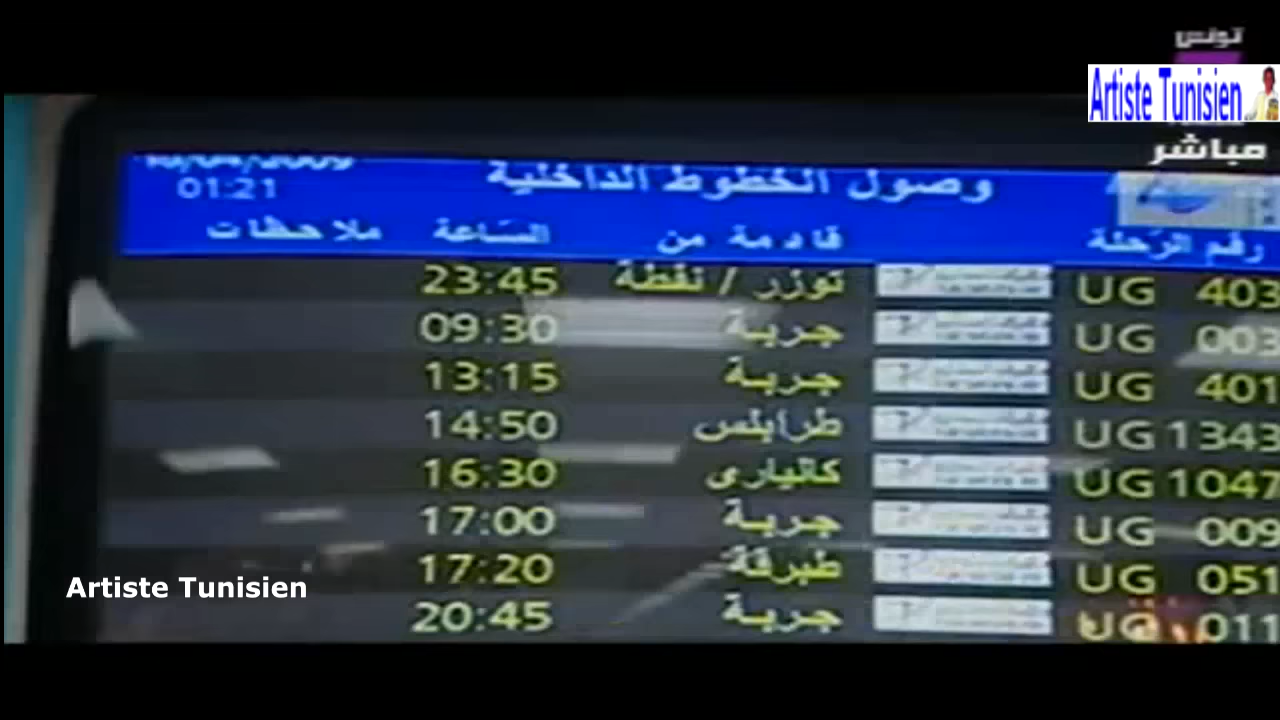 تونس
Artiste Tunisien
مباشر
وصول الخطوط الداخلية
01:21
رقم الرحلة قادمة من السّاعة ملاحظات
UG 403 توزر / نفطة 23:45
UG 003 جربة 09:30
UG 401 جربة 13:15
UG 1343 طرابلس 14:50
UG 1047 كالياري 16:30
UG 009 جربة 17:00
UG 051 طبرقة 17:20
UG 011 جربة 20:45
Artiste Tunisien